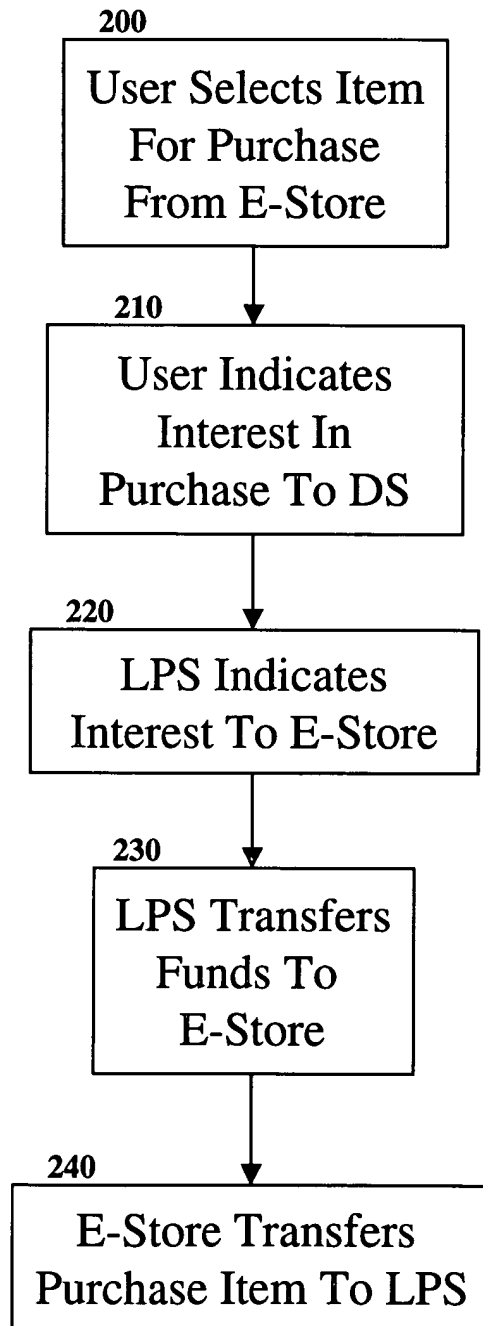 200
User Selects Item
For Purchase
From E-Store
210
User Indicates
Interest In
Purchase To DS
220
LPS Indicates
Interest To E-Store
230
LPS Transfers
Funds To
E-Store
240
E-Store Transfers
Purchase Item To LPS